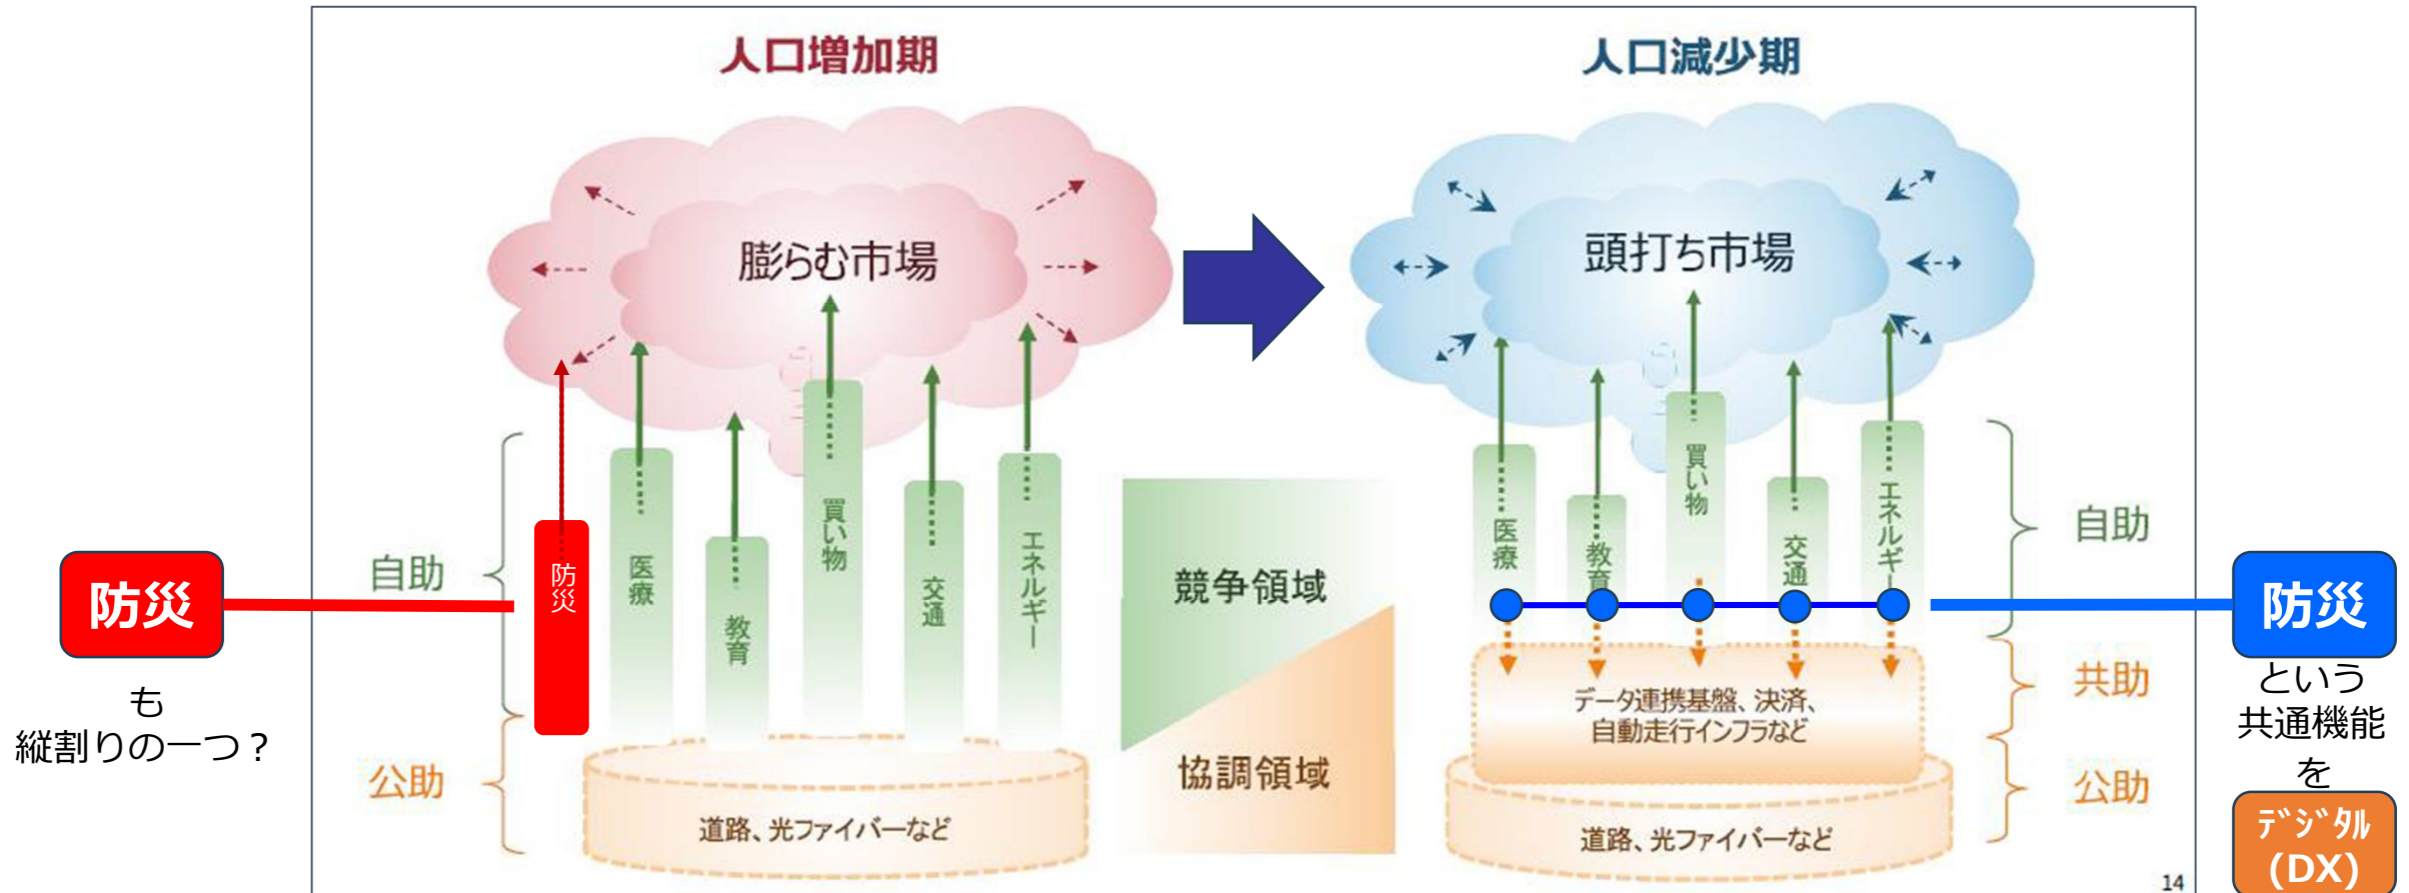 人口増加期
膨らむ市場
防災
医療
教育
買い物
交通
エネルギー
自助
公助
道路、光ファイバーなど
防災
も
縦割りの一つ？
競争領域
協調領域
人口減少期
頭打ち市場
医療
教育
買い物
交通
エネルギー
データ連携基盤、決済、
自動走行インフラなど
道路、光ファイバーなど
自助
共助
公助
防災
という
共通機能
を
ﾃﾞｼﾞﾀﾙ
(DX)
14